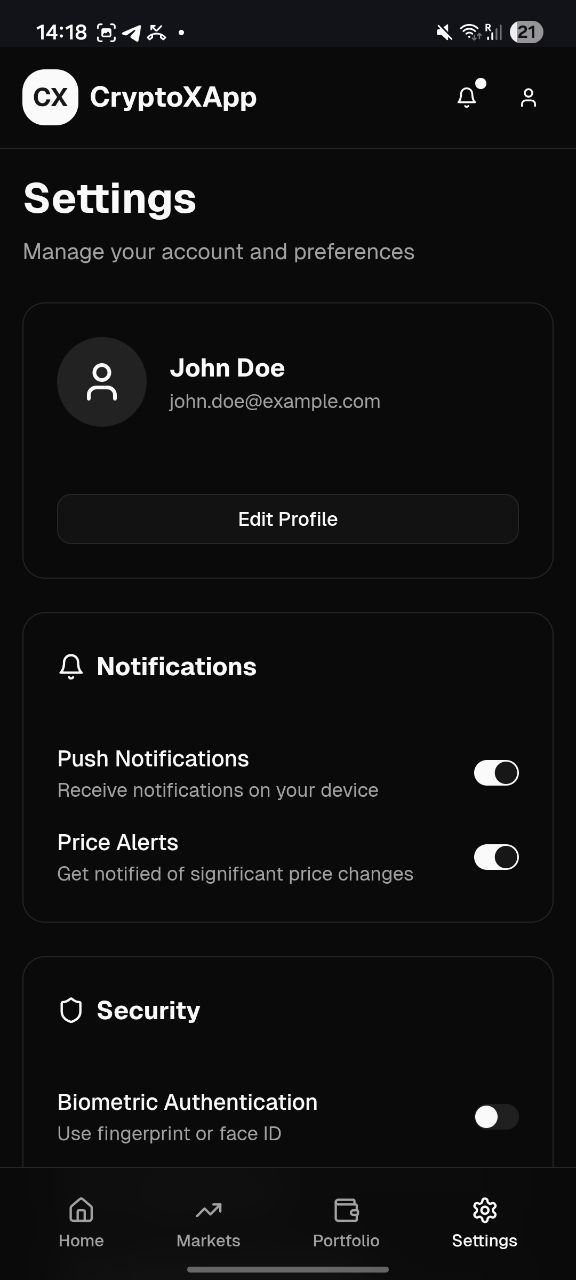 14:18
R
21
CX CryptoXApp
Settings
Manage your account and preferences
John Doe
john.doe@example.com
Edit Profile
Notifications
Push Notifications
Receive notifications on your device
Price Alerts
Get notified of significant price changes
Security
Biometric Authentication
Use fingerprint or face ID
Home Markets Portfolio Settings